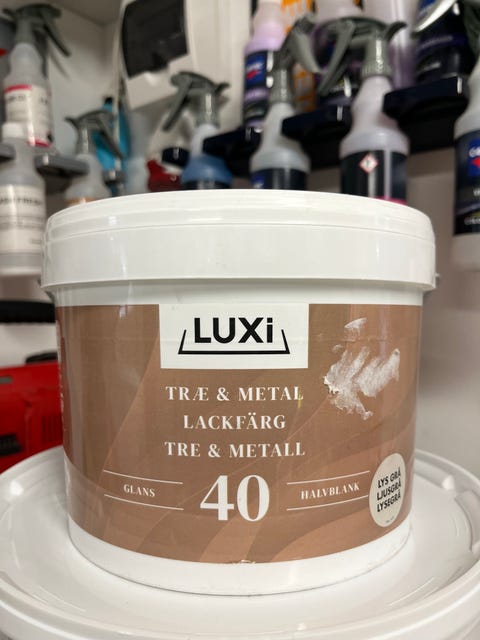 LUXi
TRÆ & METAL
LACKFÄRG
TRE & METALL
GLANS
40
HALVBLANK
LYS GRÅ
LJUSGRÅ
LYSEGRÅ